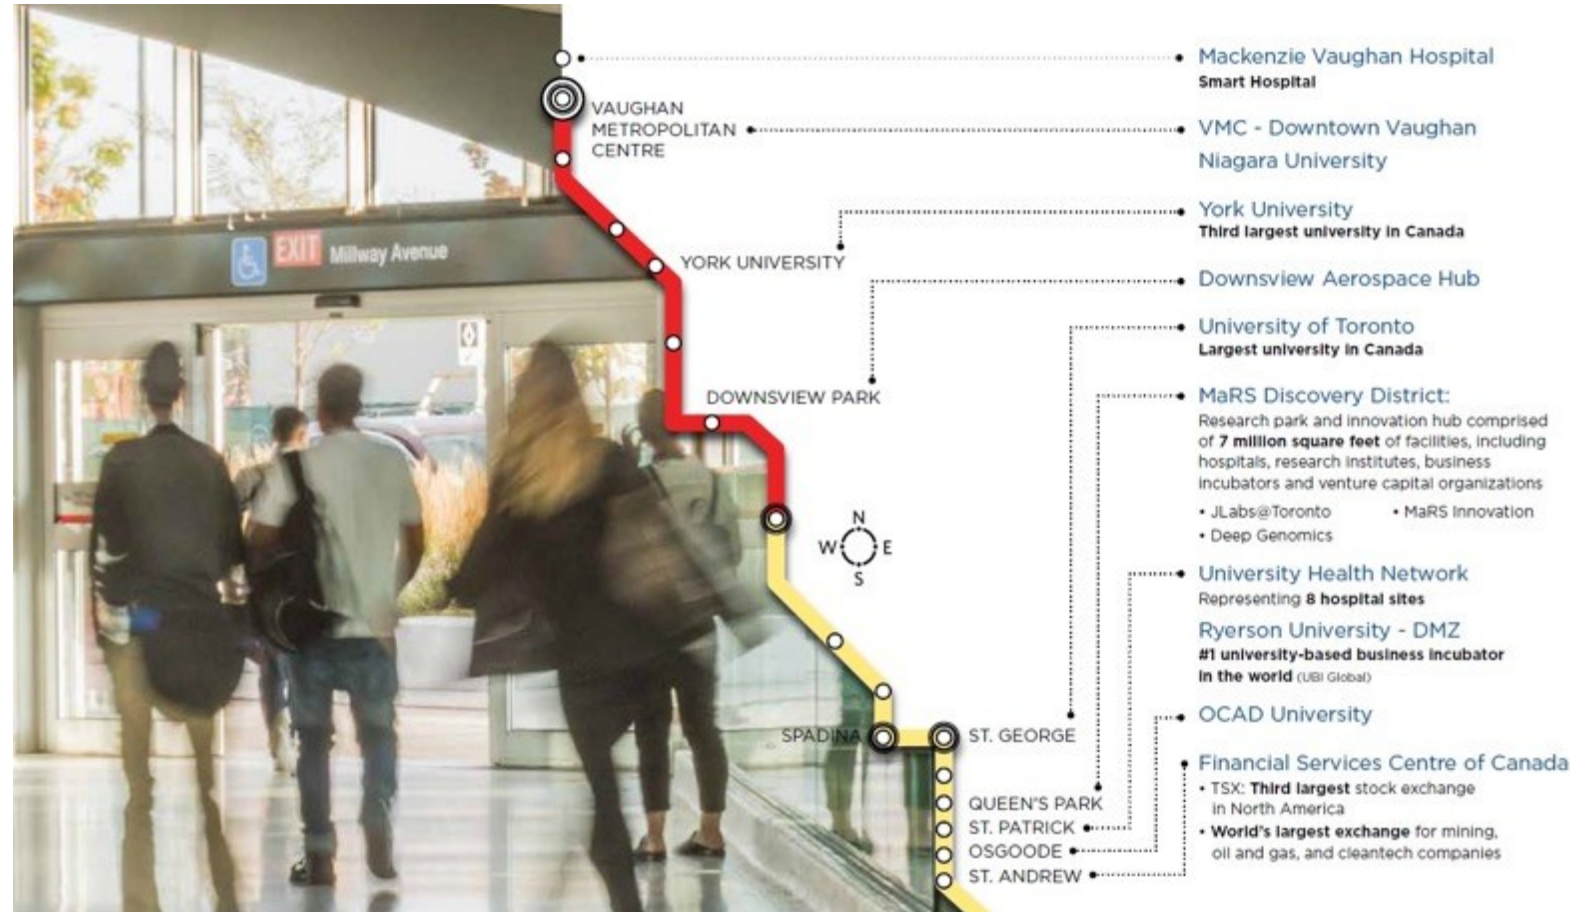 Mackenzie Vaughan Hospital
Smart Hospital
VAUGHAN
METROPOLITAN
CENTRE
VMC - Downtown Vaughan
Niagara University
York University
Third largest university in Canada
YORK UNIVERSITY
EXIT Millway Avenue
Downsview Aerospace Hub
University of Toronto
Largest university in Canada
DOWNSVIEW PARK
MaRS Discovery District:
Research park and innovation hub comprised
of 7 million square feet of facilities, including
hospitals, research institutes, business
incubators and venture capital organizations
• JLabs@Toronto • MaRS Innovation
• Deep Genomics
N
W E
S
University Health Network
Representing 8 hospital sites
Ryerson University - DMZ
#1 university-based business incubator
in the world (UBI Global)
OCAD University
SPADINA
ST. GEORGE
Financial Services Centre of Canada
• TSX: Third largest stock exchange
in North America
• World's largest exchange for mining,
oil and gas, and cleantech companies
QUEEN'S PARK
ST. PATRICK
OSGOODE
ST. ANDREW